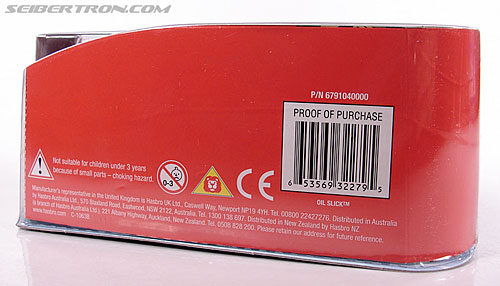 SEIBERTRON.COM
P/N 6791040000
PROOF OF PURCHASE
6 53569 32279 5
OIL SLICK™
Not suitable for children under 3 years
because of small parts - choking hazard.
0-3
CE
Manufacturer's representative in the United Kingdom is Hasbro UK Ltd., Caswell Way, Newport NP19 4YH. Tel. 00800 22427276. Distributed in Australia
by Hasbro Australia Ltd., 570 Blaxland Road, Eastwood, NSW 2122, Australia. Tel. 1300 138 697. Distributed in New Zealand by Hasbro NZ
(a branch of Hasbro Australia Ltd.) 221 Albany Highway, Auckland, New Zealand. Tel. 0508 828 200. Please retain our address for future reference.
www.hasbro.com C-10638